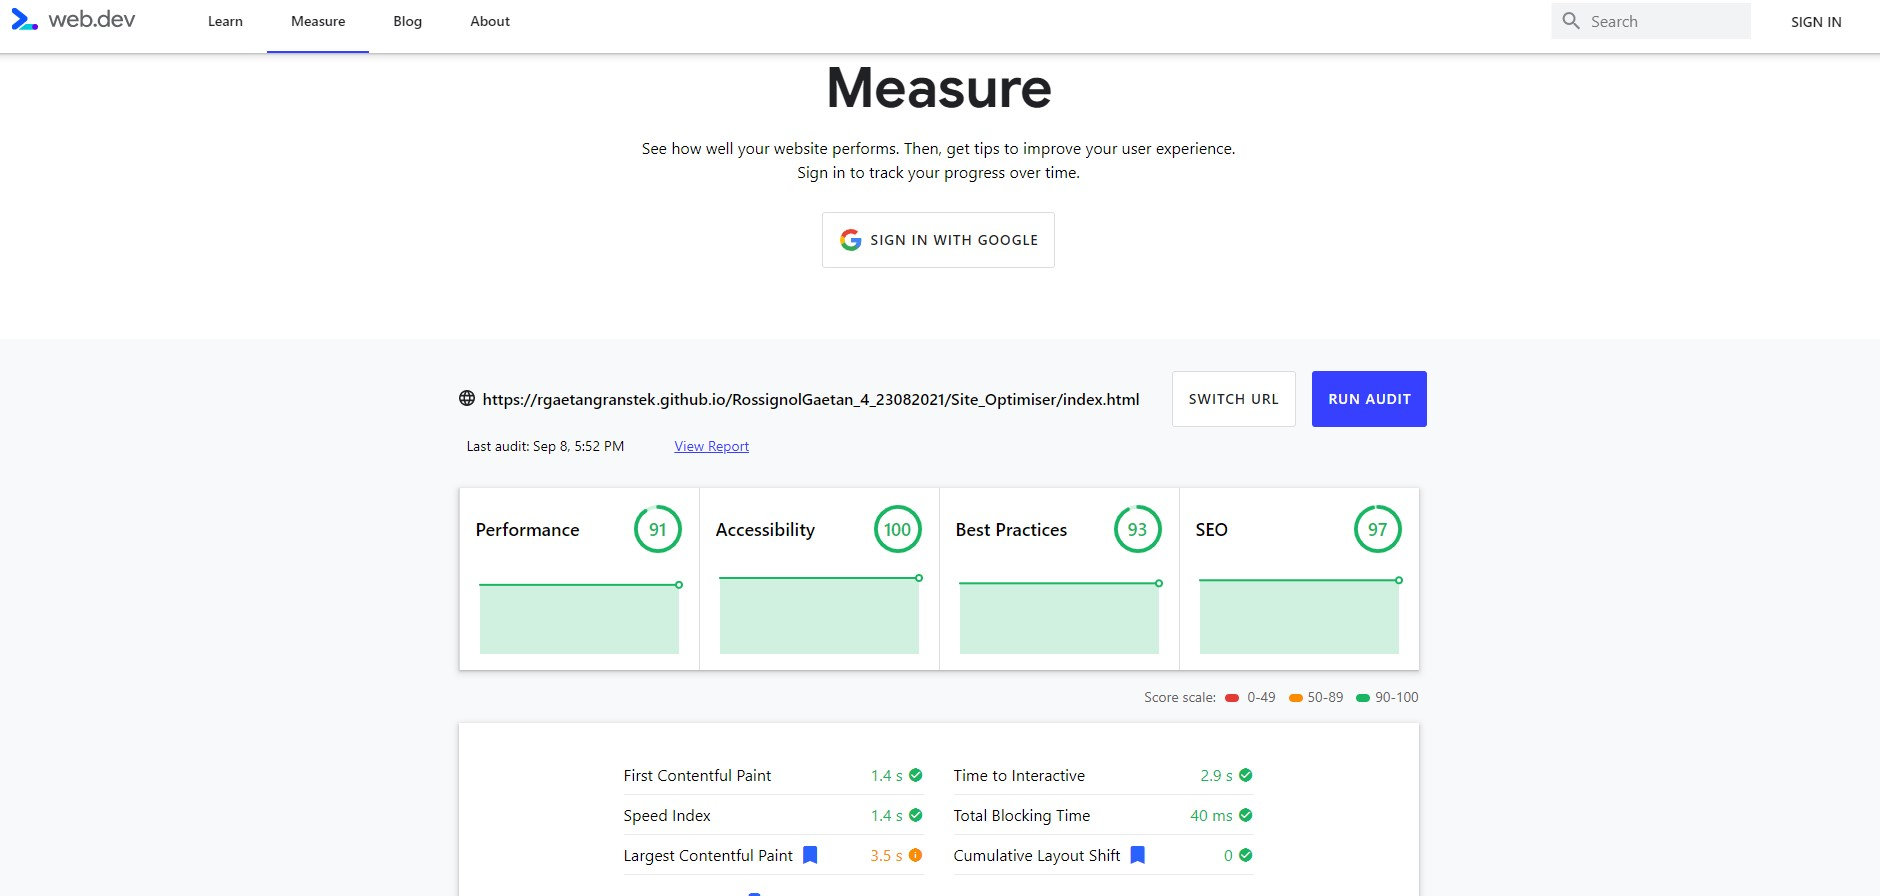 web.dev Learn Measure Blog About Search SIGN IN
Measure
See how well your website performs. Then, get tips to improve your user experience.
Sign in to track your progress over time.
SIGN IN WITH GOOGLE
https://rgaetangranstek.github.io/RossignolGaetan_4_23082021/Site_Optimiser/index.html SWITCH URL RUN AUDIT
Last audit: Sep 8, 5:52 PM View Report
Performance 91 Accessibility 100 Best Practices 93 SEO 97
Score scale: 0-49 50-89 90-100
First Contentful Paint 1.4 s Time to Interactive 2.9 s
Speed Index 1.4 s Total Blocking Time 40 ms
Largest Contentful Paint 3.5 s Cumulative Layout Shift 0